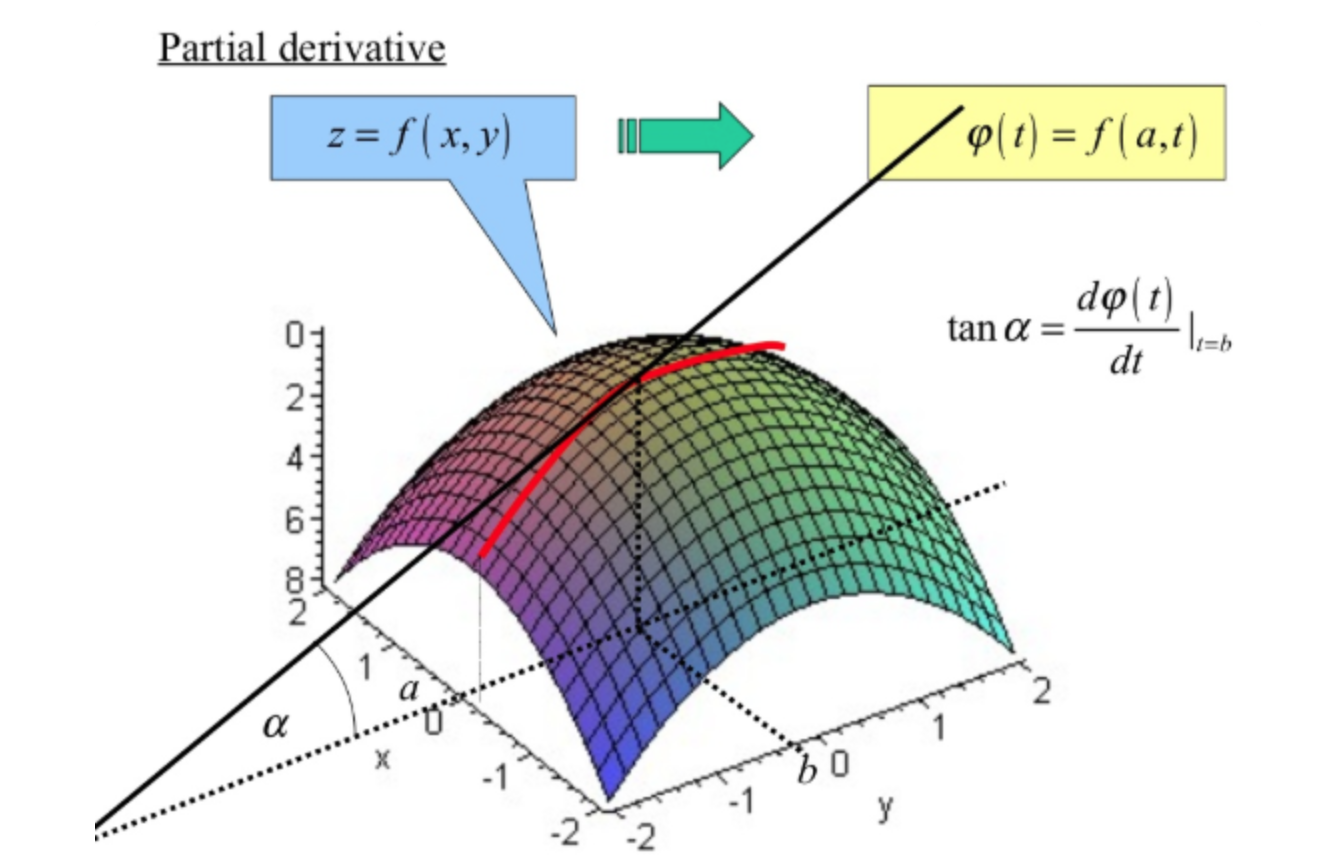 Partial derivative
z = f(x, y)
φ(t) = f(a,t)
tan α = dφ(t)/dt |t=b
0
2
4
6
8
2
1
a
0
α
x
-1
-2
-2
-1
b 0
1
2
y